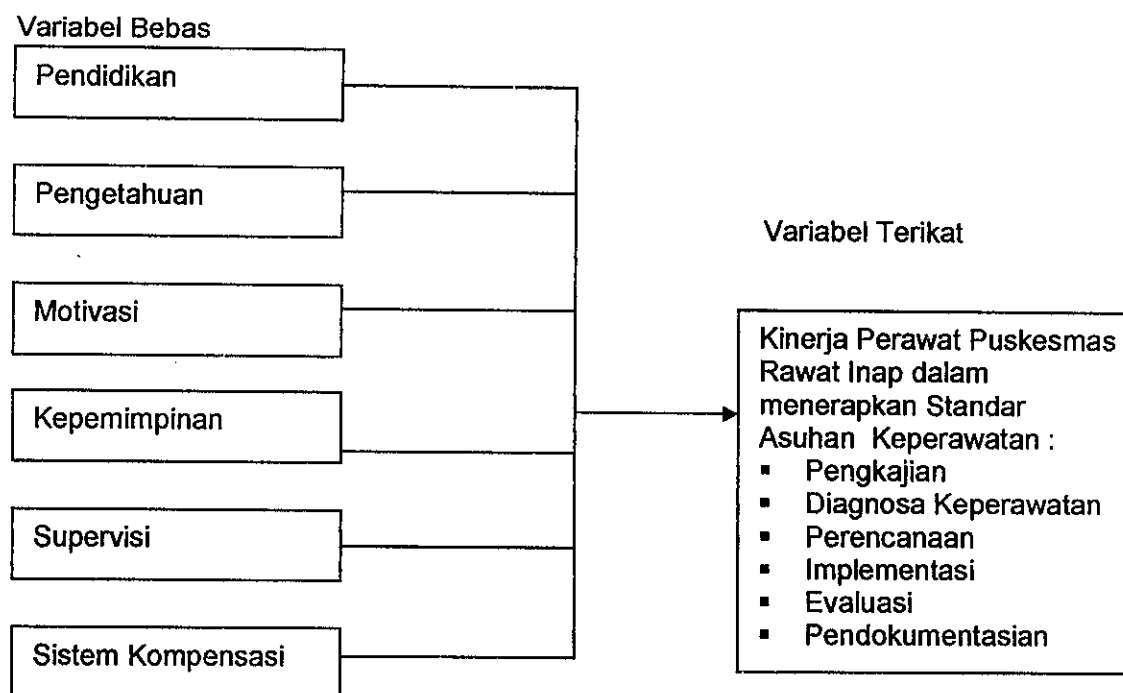 Variabel Bebas
Pendidikan
Pengetahuan
Motivasi
Kepemimpinan
Supervisi
Sistem Kompensasi
Variabel Terikat
Kinerja Perawat Puskesmas
Rawat Inap dalam
menerapkan Standar
Asuhan Keperawatan :
▪ Pengkajian
▪ Diagnosa Keperawatan
▪ Perencanaan
▪ Implementasi
▪ Evaluasi
▪ Pendokumentasian